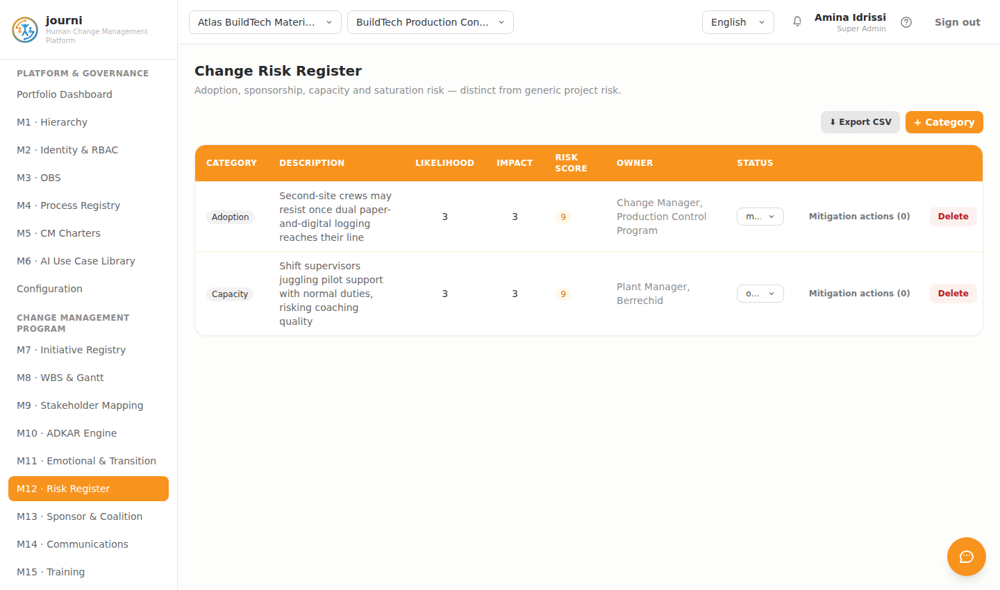 journi
Human Change Management
Platform
PLATFORM & GOVERNANCE
Portfolio Dashboard
M1 · Hierarchy
M2 · Identity & RBAC
M3 · OBS
M4 · Process Registry
M5 · CM Charters
M6 · AI Use Case Library
Configuration
CHANGE MANAGEMENT
PROGRAM
M7 · Initiative Registry
M8 · WBS & Gantt
M9 · Stakeholder Mapping
M10 · ADKAR Engine
M11 · Emotional & Transition
M12 · Risk Register
M13 · Sponsor & Coalition
M14 · Communications
M15 · Training
Atlas BuildTech Materi...
BuildTech Production Con...
English
Amina Idrissi
Super Admin
Sign out
Change Risk Register
Adoption, sponsorship, capacity and saturation risk — distinct from generic project risk.
⬇ Export CSV
+ Category
CATEGORY DESCRIPTION LIKELIHOOD IMPACT RISK SCORE OWNER STATUS
Adoption
Second-site crews may
resist once dual paper-
and-digital logging
reaches their line
3
3
9
Change Manager,
Production Control
Program
m...
Mitigation actions (0)
Delete
Capacity
Shift supervisors
juggling pilot support
with normal duties,
risking coaching
quality
3
3
9
Plant Manager,
Berrechid
o...
Mitigation actions (0)
Delete